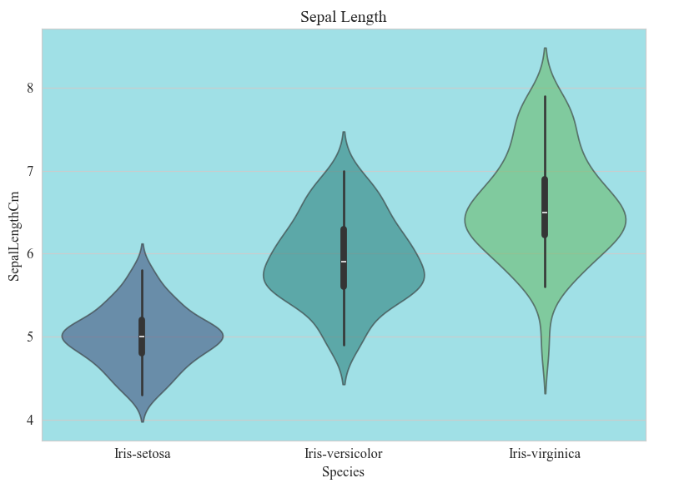 Sepal Length
SepalLengthCm
8
7
6
5
4
Iris-setosa Iris-versicolor Iris-virginica
Species